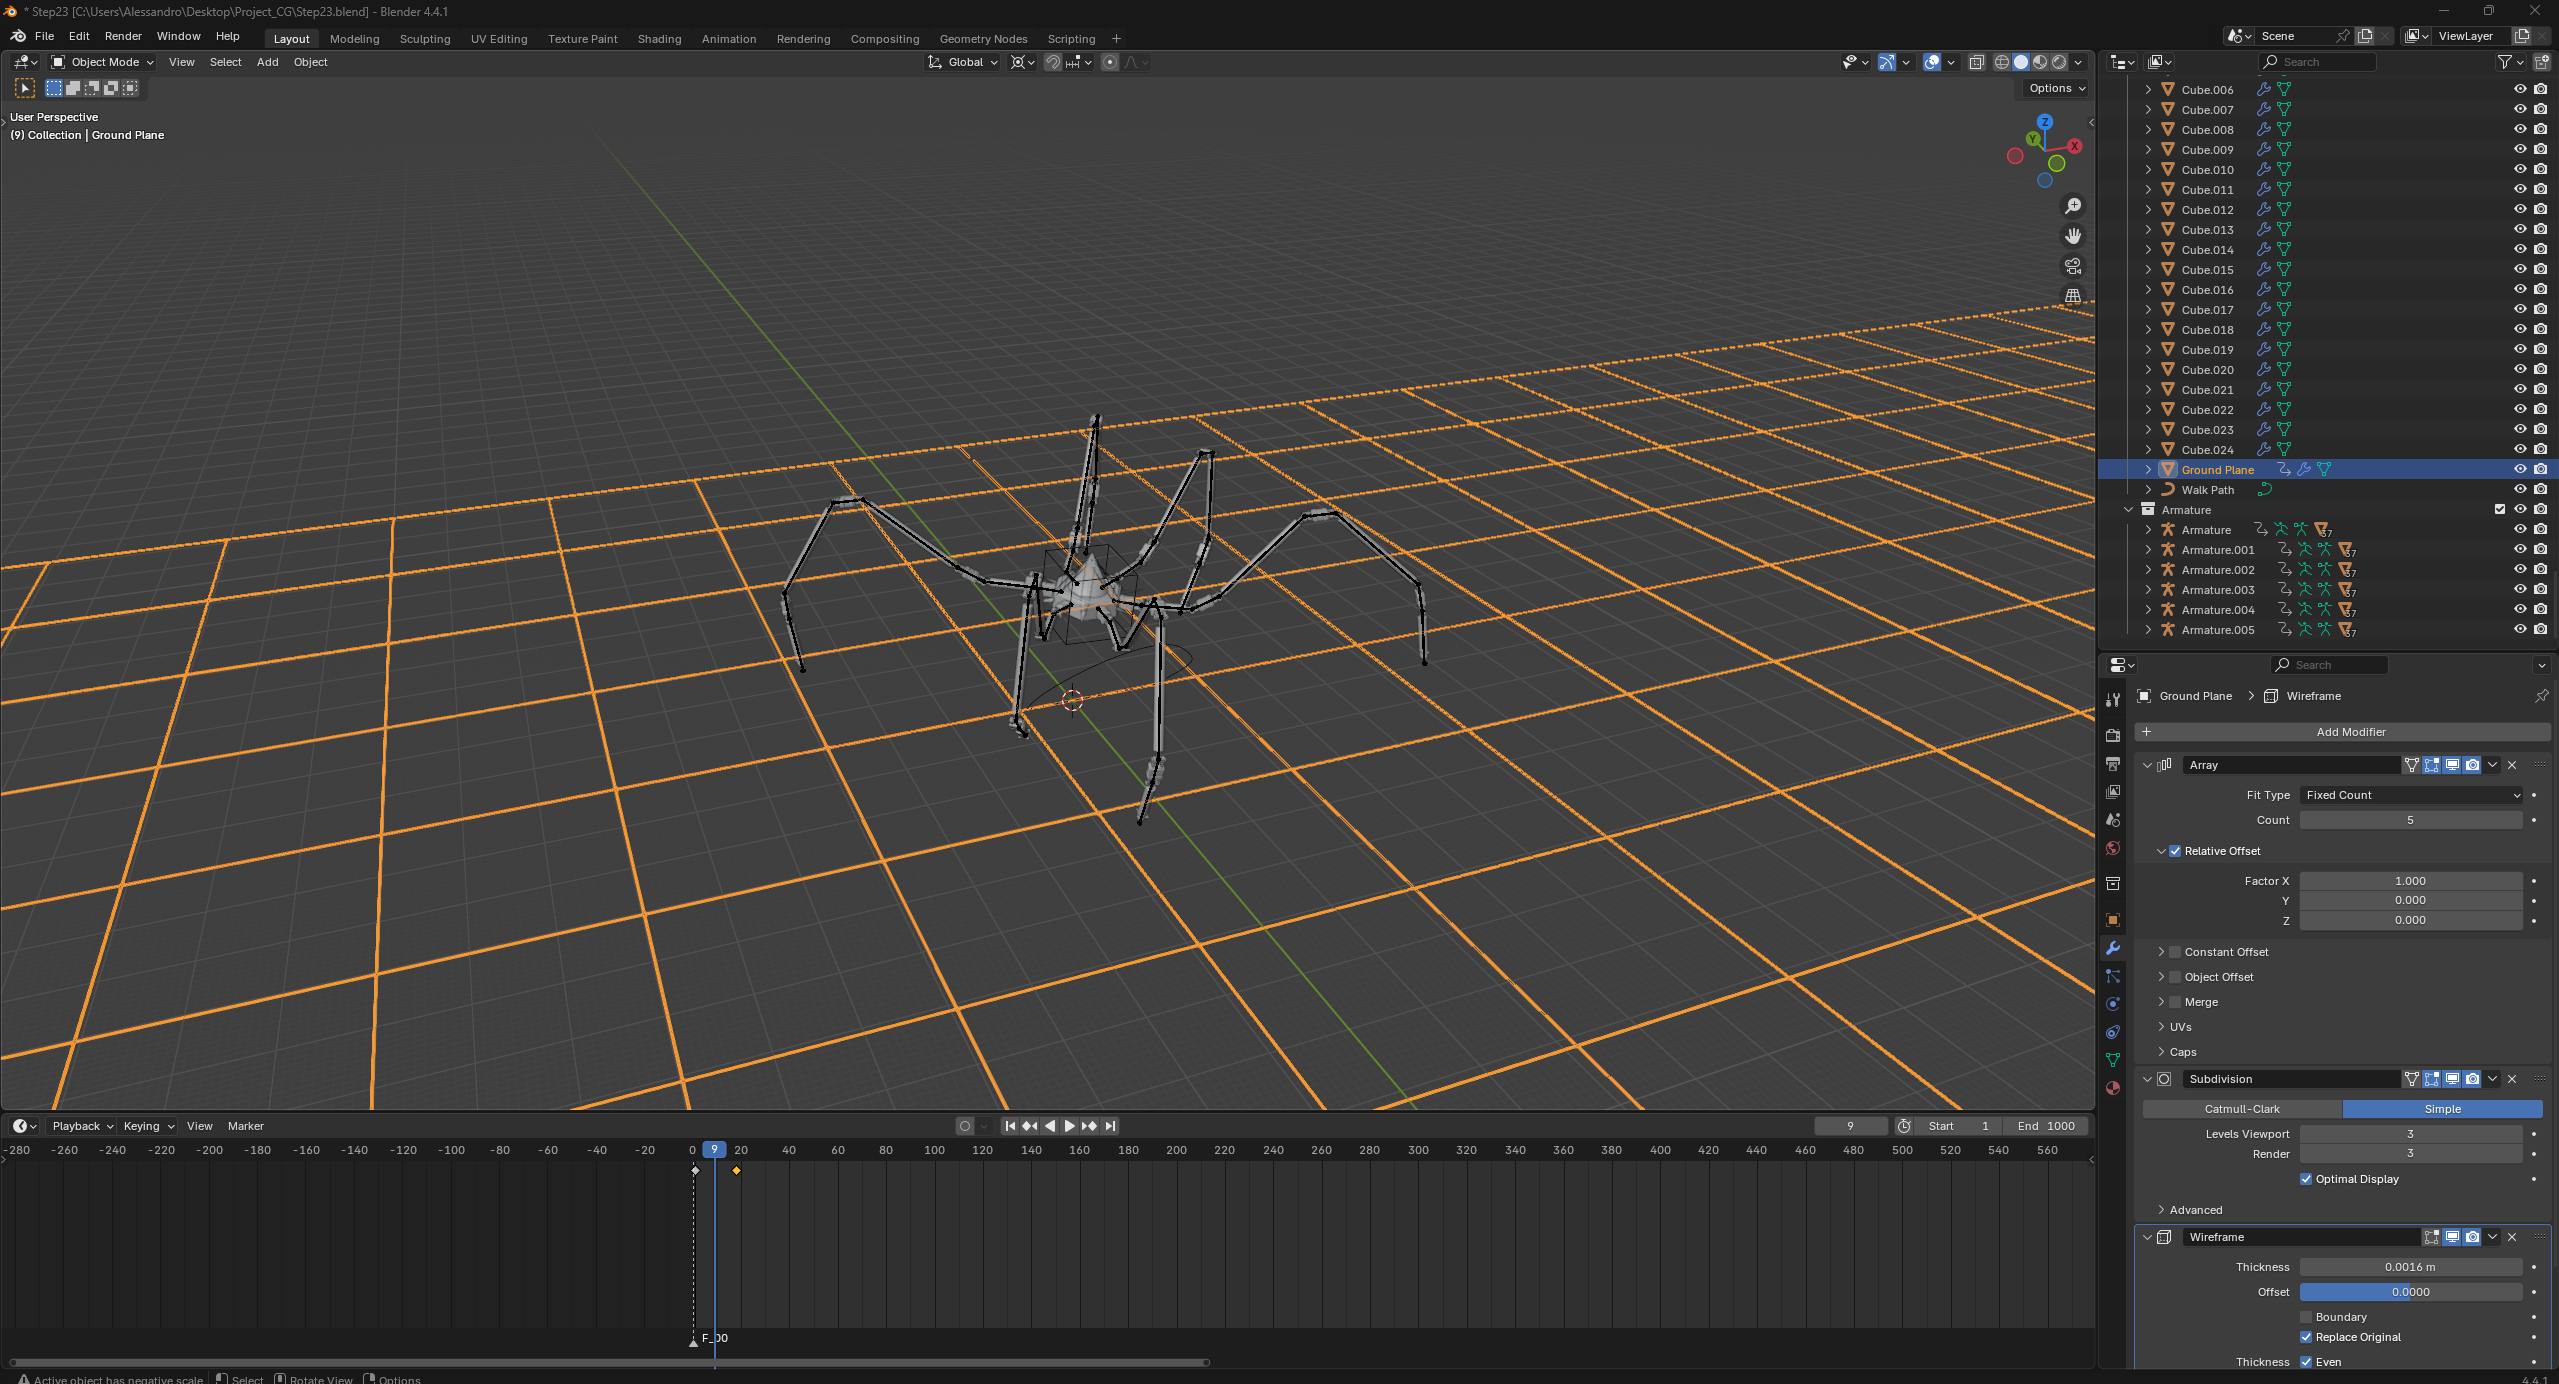 * Step23 [C:\Users\Alessandro\Desktop\Project_CG\Step23.blend] - Blender 4.4.1
File Edit Render Window Help Layout Modeling Sculpting UV Editing Texture Paint Shading Animation Rendering Compositing Geometry Nodes Scripting + Scene ViewLayer
Object Mode View Select Add Object Global Search
Options
User Perspective
(9) Collection | Ground Plane
Z
Y
X
Cube.006
Cube.007
Cube.008
Cube.009
Cube.010
Cube.011
Cube.012
Cube.013
Cube.014
Cube.015
Cube.016
Cube.017
Cube.018
Cube.019
Cube.020
Cube.021
Cube.022
Cube.023
Cube.024
Ground Plane
Walk Path
Armature
Armature 37
Armature.001 37
Armature.002 37
Armature.003 37
Armature.004 37
Armature.005 37
Search
Ground Plane > Wireframe
+ Add Modifier
Array
Fit Type Fixed Count
Count 5
Relative Offset
Factor X 1.000
Y 0.000
Z 0.000
Constant Offset
Object Offset
Merge
UVs
Caps
Subdivision
Catmull-Clark Simple
Levels Viewport 3
Render 3
Optimal Display
Advanced
Wireframe
Thickness 0.0016 m
Offset 0.0000
Boundary
Replace Original
Thickness Even
Playback Keying View Marker 9 Start 1 End 1000
-280 -260 -240 -220 -200 -180 -160 -140 -120 -100 -80 -60 -40 -20 0 9 20 40 60 80 100 120 140 160 180 200 220 240 260 280 300 320 340 360 380 400 420 440 460 480 500 520 540 560
F_00
Active object has negative scale Select Rotate View Options 4.4.1